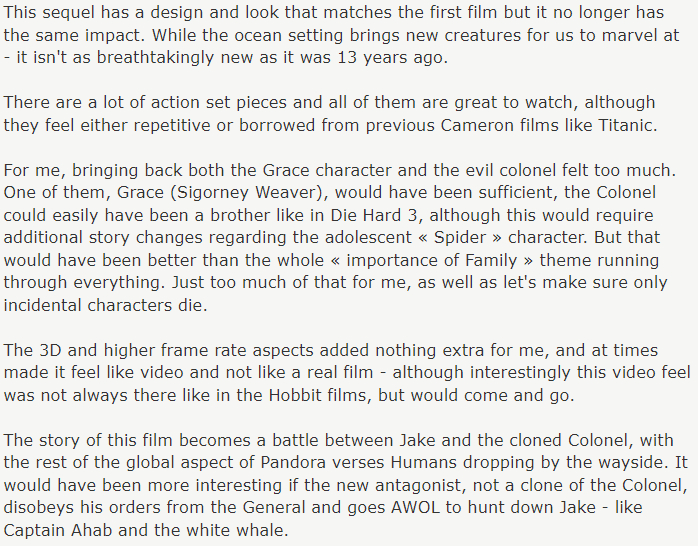 This sequel has a design and look that matches the first film but it no longer has
the same impact. While the ocean setting brings new creatures for us to marvel at
- it isn't as breathtakingly new as it was 13 years ago.
There are a lot of action set pieces and all of them are great to watch, although
they feel either repetitive or borrowed from previous Cameron films like Titanic.
For me, bringing back both the Grace character and the evil colonel felt too much.
One of them, Grace (Sigorney Weaver), would have been sufficient, the Colonel
could easily have been a brother like in Die Hard 3, although this would require
additional story changes regarding the adolescent « Spider » character. But that
would have been better than the whole « importance of Family » theme running
through everything. Just too much of that for me, as well as let's make sure only
incidental characters die.
The 3D and higher frame rate aspects added nothing extra for me, and at times
made it feel like video and not like a real film - although interestingly this video feel
was not always there like in the Hobbit films, but would come and go.
The story of this film becomes a battle between Jake and the cloned Colonel, with
the rest of the global aspect of Pandora verses Humans dropping by the wayside. It
would have been more interesting if the new antagonist, not a clone of the Colonel,
disobeys his orders from the General and goes AWOL to hunt down Jake - like
Captain Ahab and the white whale.